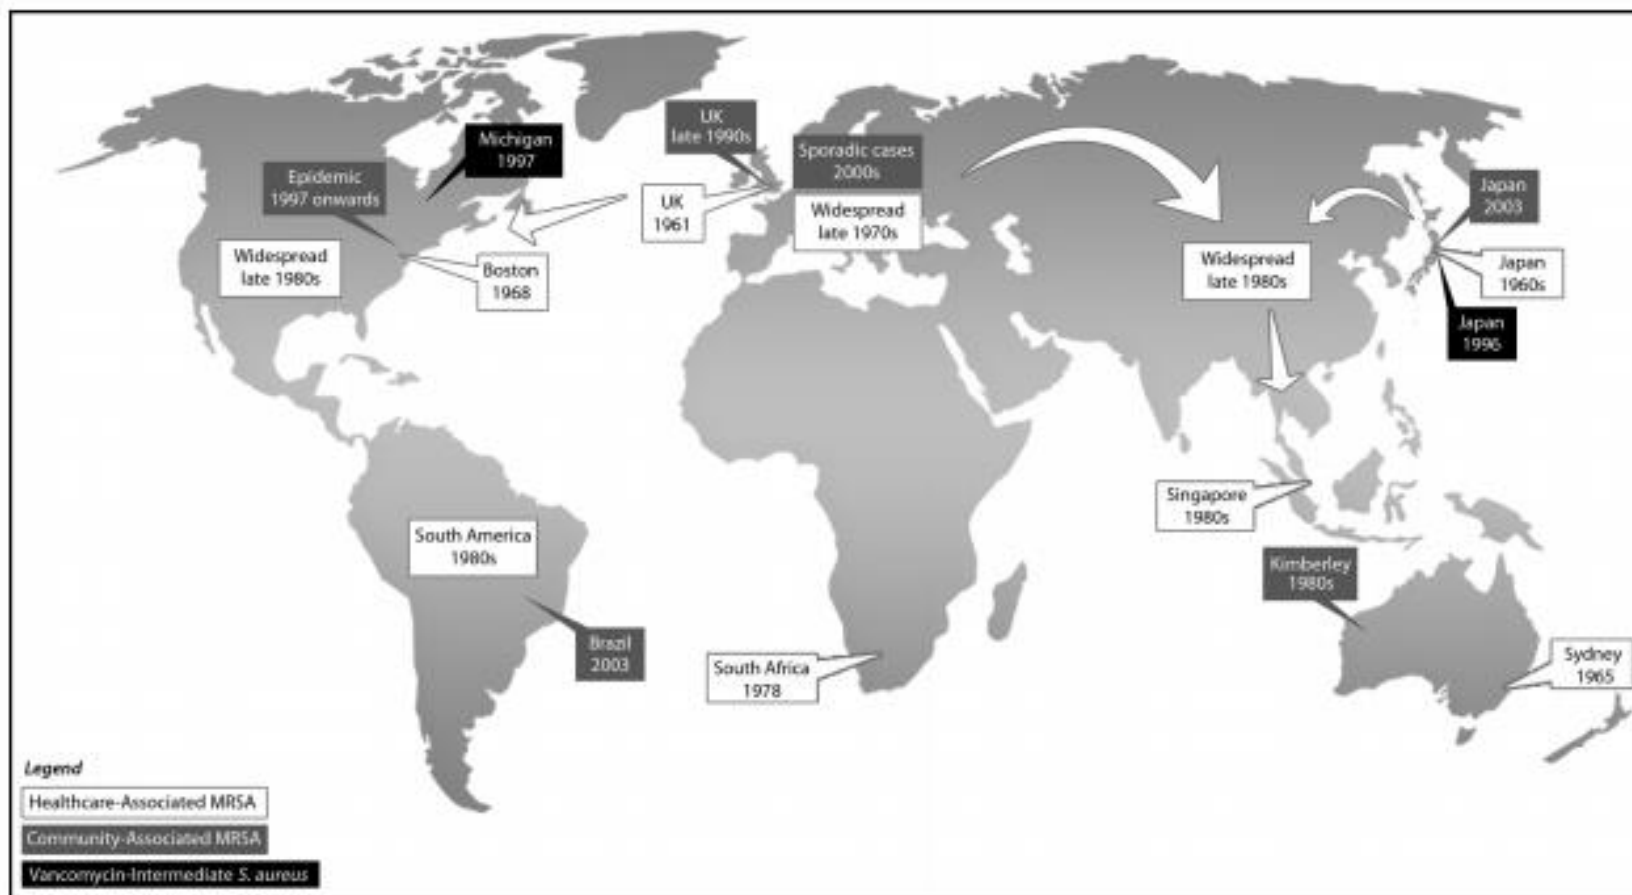 UK
late 1990s
Michigan
1997
Sporadic cases
2000s
Epidemic
1997 onwards
UK
1961
Widespread
late 1970s
Japan
2003
Widespread
late 1980s
Boston
1968
Widespread
late 1980s
Japan
1960s
Japan
1996
Singapore
1980s
South America
1980s
Kimberley
1980s
Brazil
2003
South Africa
1978
Sydney
1965
Legend
Healthcare-Associated MRSA
Community-Associated MRSA
Vancomycin-Intermediate S. aureus